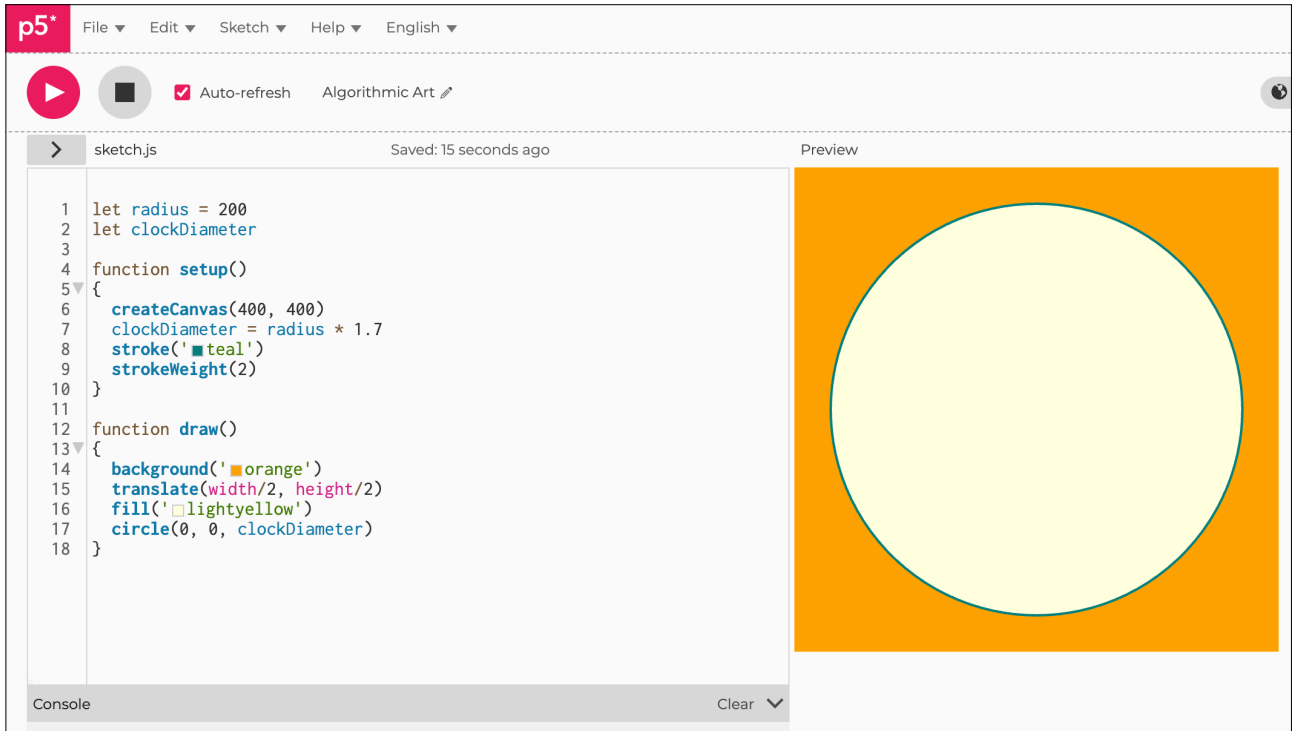 p5*
File Edit Sketch Help English
Auto-refresh Algorithmic Art
sketch.js Saved: 15 seconds ago Preview
1 let radius = 200
2 let clockDiameter
3
4 function setup()
5 {
6 createCanvas(400, 400)
7 clockDiameter = radius * 1.7
8 stroke('teal')
9 strokeWeight(2)
10 }
11
12 function draw()
13 {
14 background('orange')
15 translate(width/2, height/2)
16 fill('lightyellow')
17 circle(0, 0, clockDiameter)
18 }
Console Clear